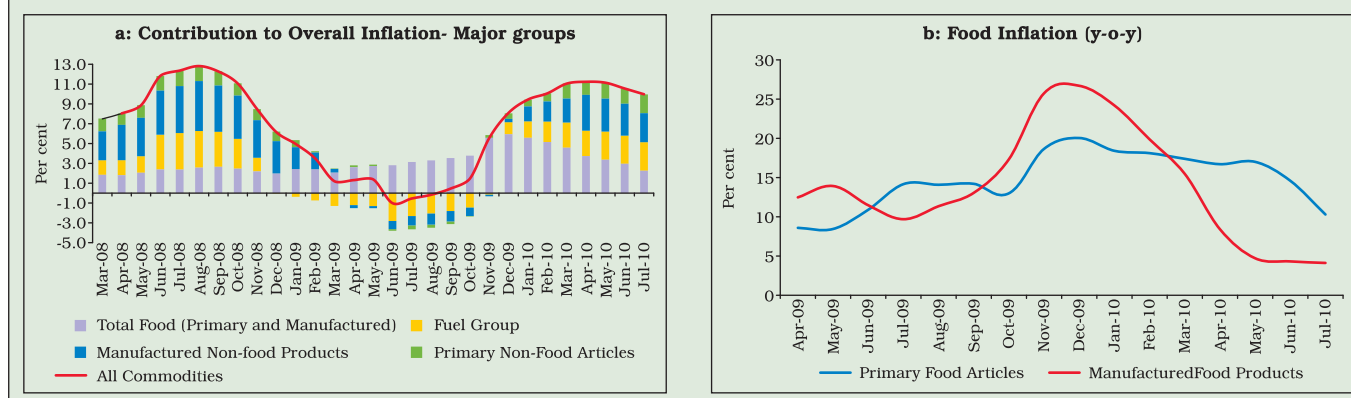 a: Contribution to Overall Inflation- Major groups
Per cent
13.0
11.0
9.0
7.0
5.0
3.0
1.0
-1.0
-3.0
-5.0
Mar-08
Apr-08
May-08
Jun-08
Jul-08
Aug-08
Sep-08
Oct-08
Nov-08
Dec-08
Jan-09
Feb-09
Mar-09
Apr-09
May-09
Jun-09
Jul-09
Aug-09
Sep-09
Oct-09
Nov-09
Dec-09
Jan-10
Feb-10
Mar-10
Apr-10
May-10
Jun-10
Jul-10
Total Food (Primary and Manufactured)
Fuel Group
Manufactured Non-food Products
Primary Non-Food Articles
All Commodities
b: Food Inflation (y-o-y)
Per cent
30
25
20
15
10
5
0
Apr-09
May-09
Jun-09
Jul-09
Aug-09
Sep-09
Oct-09
Nov-09
Dec-09
Jan-10
Feb-10
Mar-10
Apr-10
May-10
Jun-10
Jul-10
Primary Food Articles
ManufacturedFood Products